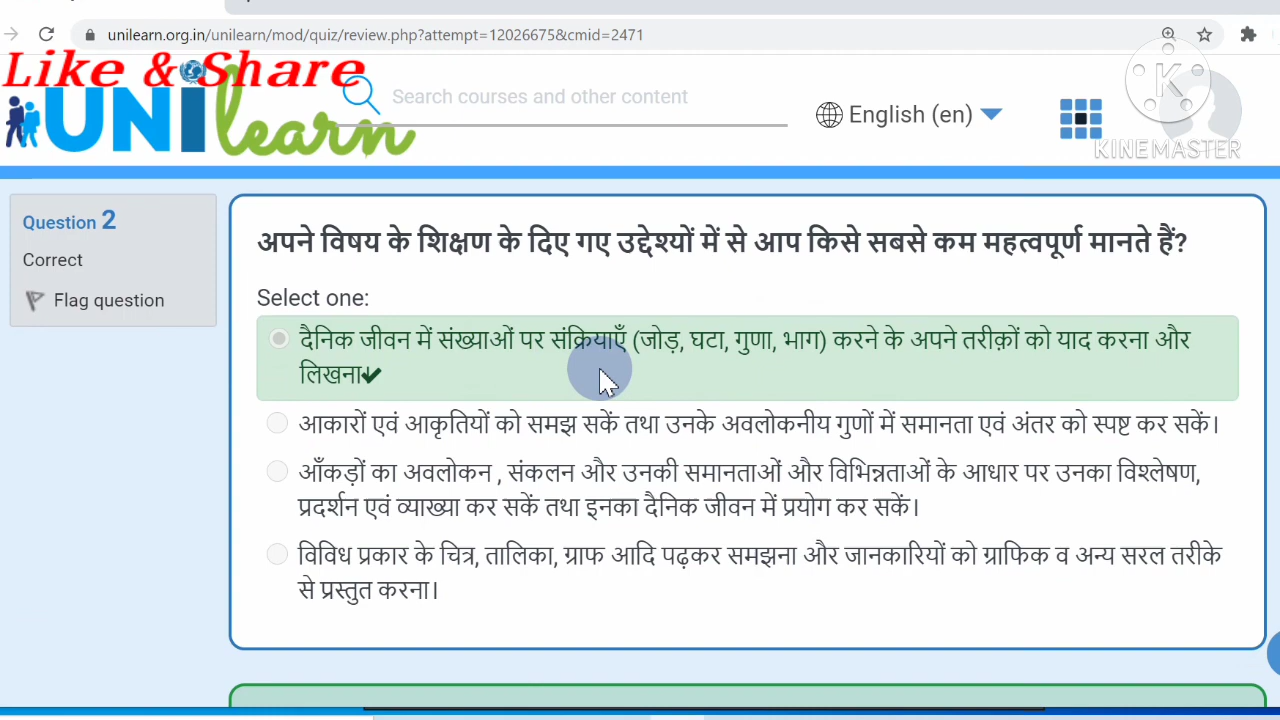 unilearn.org.in/unilearn/mod/quiz/review.php?attempt=12026675&cmid=2471
Like & Share
UNIlearn
Search courses and other content
English (en)
K
KINEMASTER
Question 2
Correct
Flag question
अपने विषय के शिक्षण के दिए गए उद्देश्यों में से आप किसे सबसे कम महत्वपूर्ण मानते हैं?
Select one:
दैनिक जीवन में संख्याओं पर संक्रियाएँ (जोड़, घटा, गुणा, भाग) करने के अपने तरीक़ों को याद करना और
लिखना
आकारों एवं आकृतियों को समझ सकें तथा उनके अवलोकनीय गुणों में समानता एवं अंतर को स्पष्ट कर सकें।
आँकड़ों का अवलोकन , संकलन और उनकी समानताओं और विभिन्नताओं के आधार पर उनका विश्लेषण,
प्रदर्शन एवं व्याख्या कर सकें तथा इनका दैनिक जीवन में प्रयोग कर सकें।
विविध प्रकार के चित्र, तालिका, ग्राफ आदि पढ़कर समझना और जानकारियों को ग्राफिक व अन्य सरल तरीके
से प्रस्तुत करना।